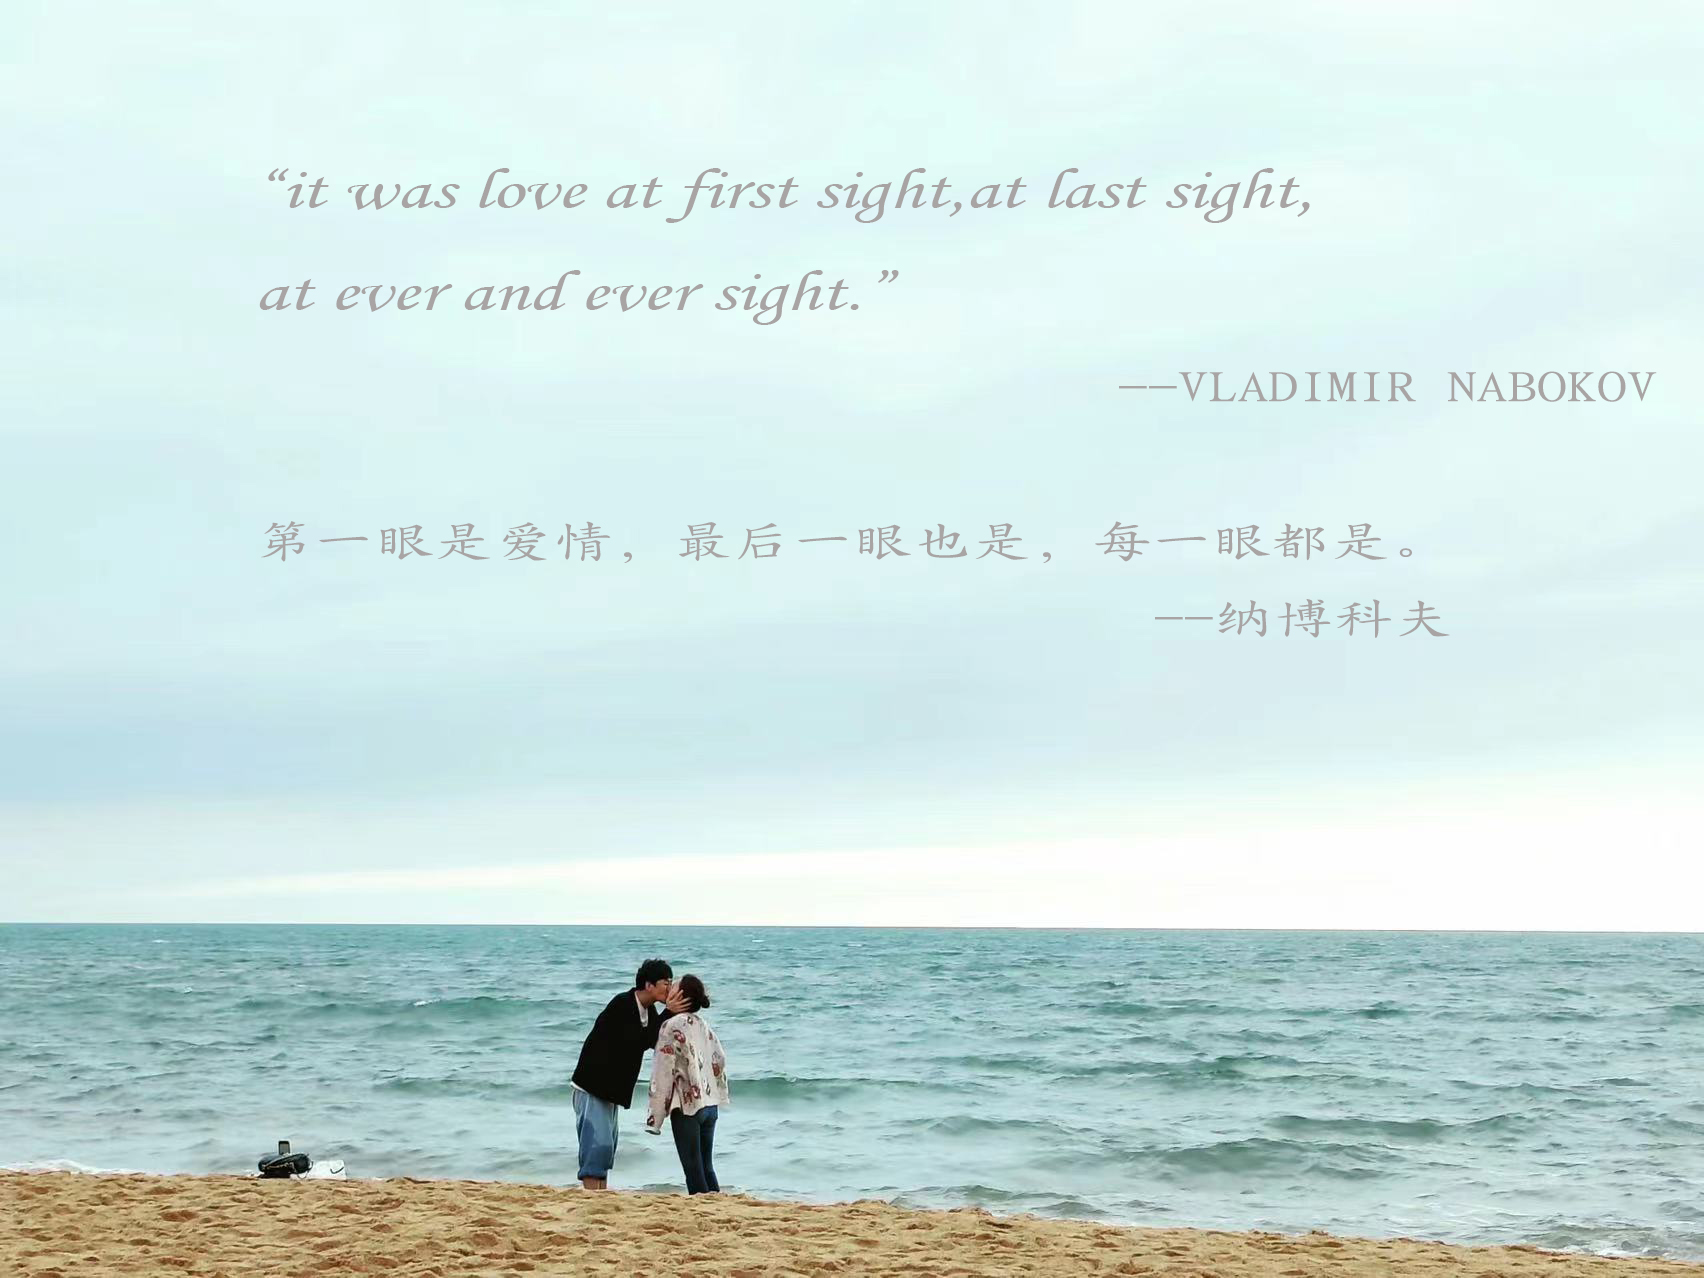 “it was love at first sight,at last sight,
at ever and ever sight.”
——VLADIMIR NABOKOV
第一眼是爱情，最后一眼也是，每一眼都是。
——纳博科夫